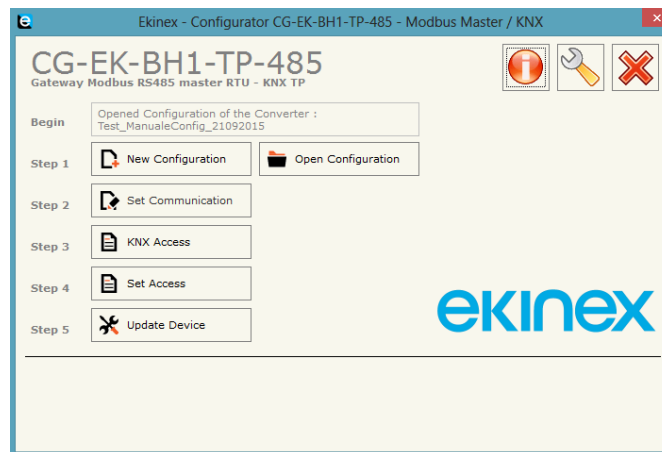 Ekinex - Configurator CG-EK-BH1-TP-485 - Modbus Master / KNX
CG-EK-BH1-TP-485
Gateway Modbus RS485 master RTU - KNX TP
Begin
Opened Configuration of the Converter :
Test_ManualeConfig_21092015
Step 1
New Configuration
Open Configuration
Step 2
Set Communication
Step 3
KNX Access
Step 4
Set Access
Step 5
Update Device
ekinex